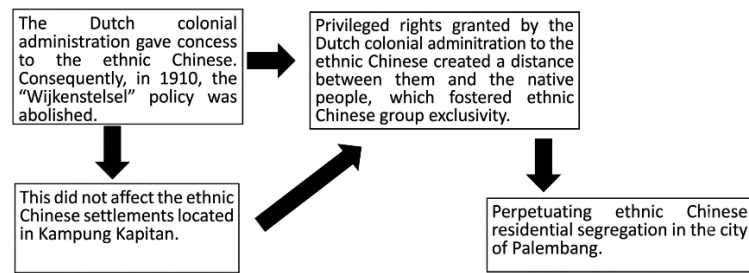 The Dutch colonial
administration gave concess
to the ethnic Chinese.
Consequently, in 1910, the
“Wijkenstelsel” policy was
abolished.
Privileged rights granted by the
Dutch colonial adminitration to the
ethnic Chinese created a distance
between them and the native
people, which fostered ethnic
Chinese group exclusivity.
This did not affect the ethnic
Chinese settlements located
in Kampung Kapitan.
Perpetuating ethnic Chinese
residential segregation in the city
of Palembang.